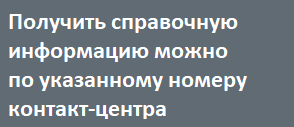 Получить справочную
информацию можно
по указанному номеру
контакт-центра